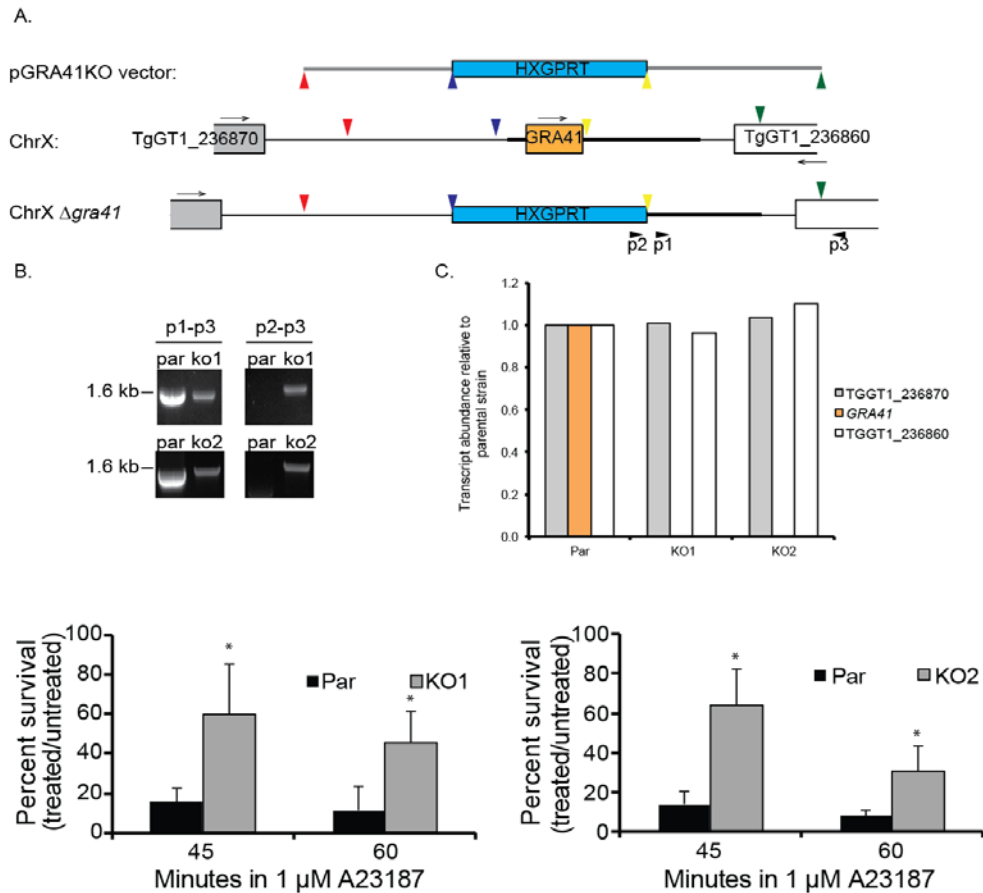 A.
pGRA41KO vector:
HXGPRT
ChrX:
TgGT1_236870
GRA41
TgGT1_236860
ChrX Δgra41
HXGPRT
p2 p1 p3
B.
p1-p3 p2-p3
par ko1 par ko1
1.6 kb
par ko2 par ko2
1.6 kb
C.
Transcript abundance relative to
parental strain
1.2
1.0
0.8
0.6
0.4
0.2
0.0
Par KO1 KO2
TGGT1_236870
GRA41
TGGT1_236860
Percent survival
(treated/untreated)
100
80
60
40
20
0
* *
Par KO1
45 60
Minutes in 1 µM A23187
Percent survival
(treated/untreated)
100
80
60
40
20
0
* *
Par KO2
45 60
Minutes in 1 µM A23187